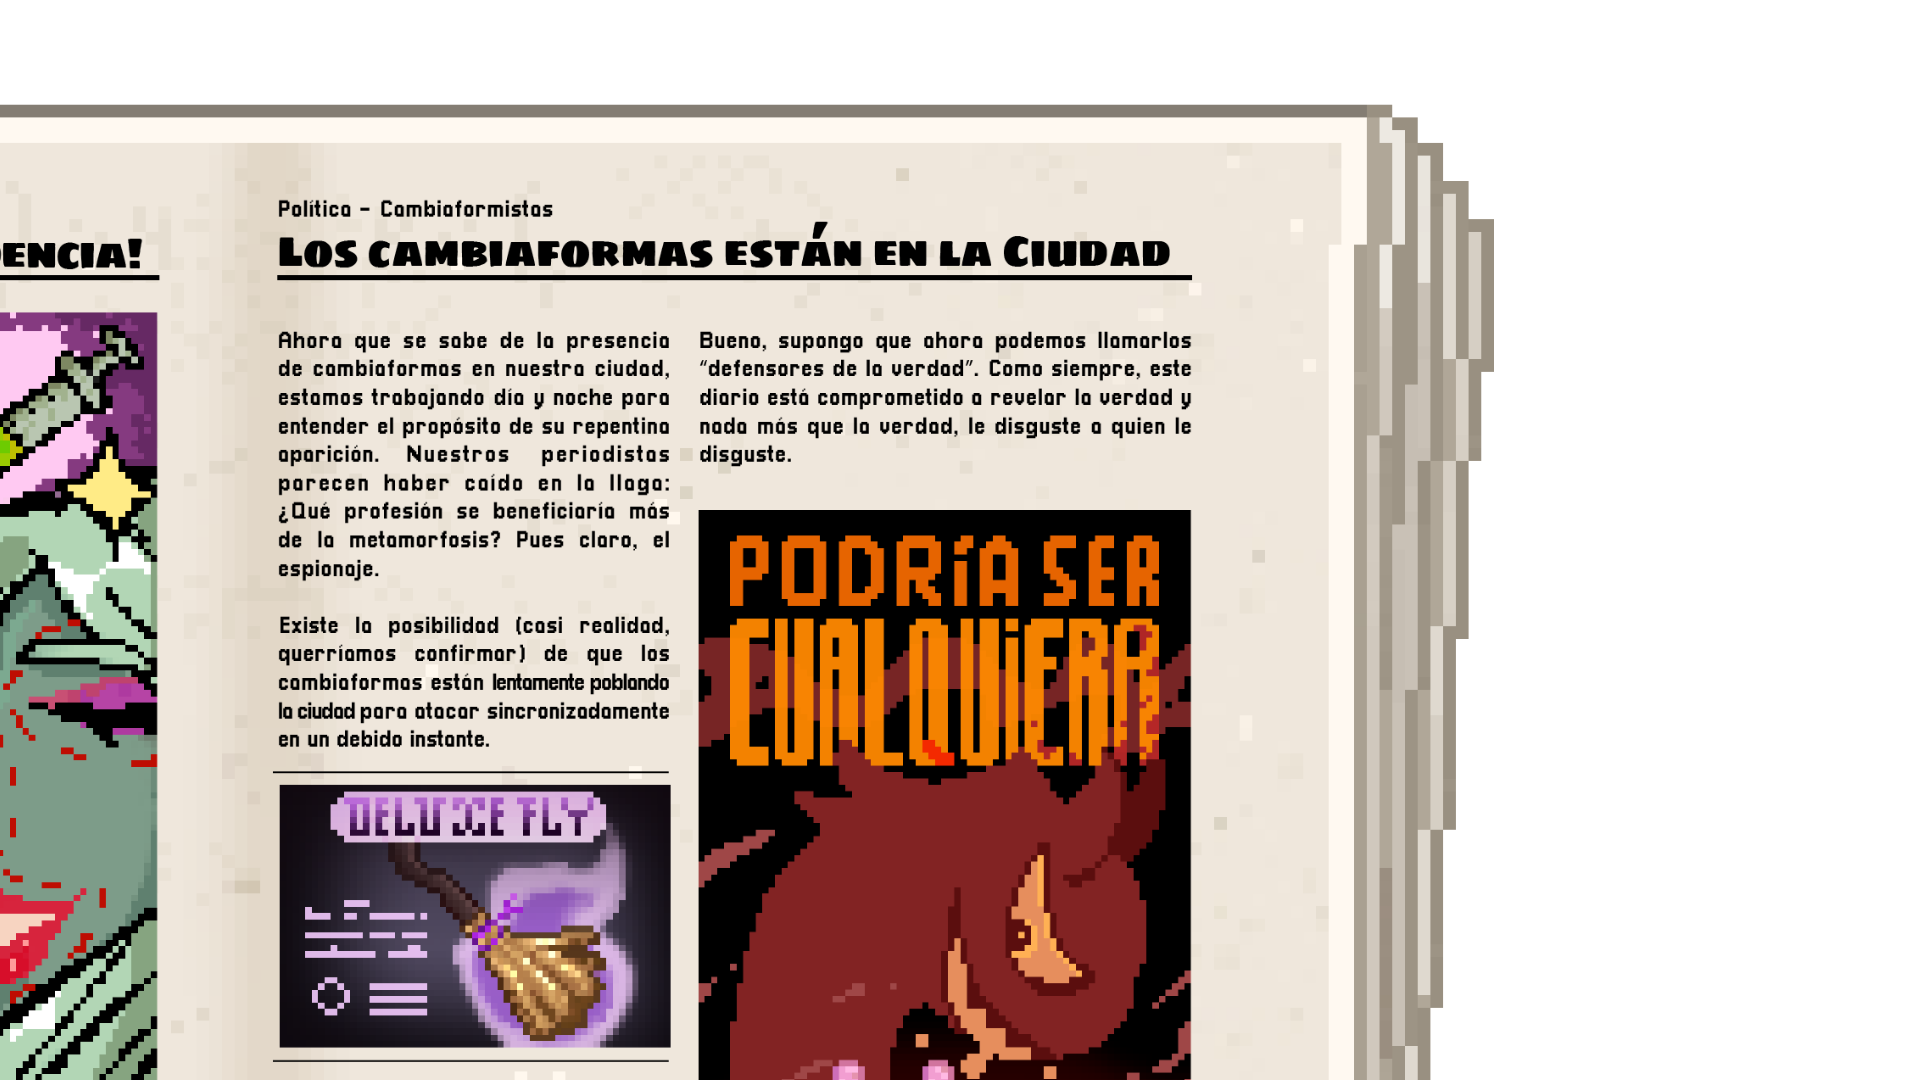 DENCIA!
Política - Cambiaformistas
Los cambiaformas están en la Ciudad
Ahora que se sabe de la presencia
de cambiaformas en nuestra ciudad,
estamos trabajando día y noche para
entender el propósito de su repentina
aparición. Nuestros periodistas
parecen haber caído en la llaga:
¿Qué profesión se beneficiaría más
de la metamorfosis? Pues claro, el
espionaje.
Existe la posibilidad (casi realidad,
querríamos confirmar) de que los
cambiaformas están lentamente poblando
la ciudad para atacar sincronizadamente
en un debido instante.
DELUXE FLY
Bueno, supongo que ahora podemos llamarlos
“defensores de la verdad”. Como siempre, este
diario está comprometido a revelar la verdad y
nada más que la verdad, le disguste a quien le
disguste.
PODRÍA SER
CUALQUIERA